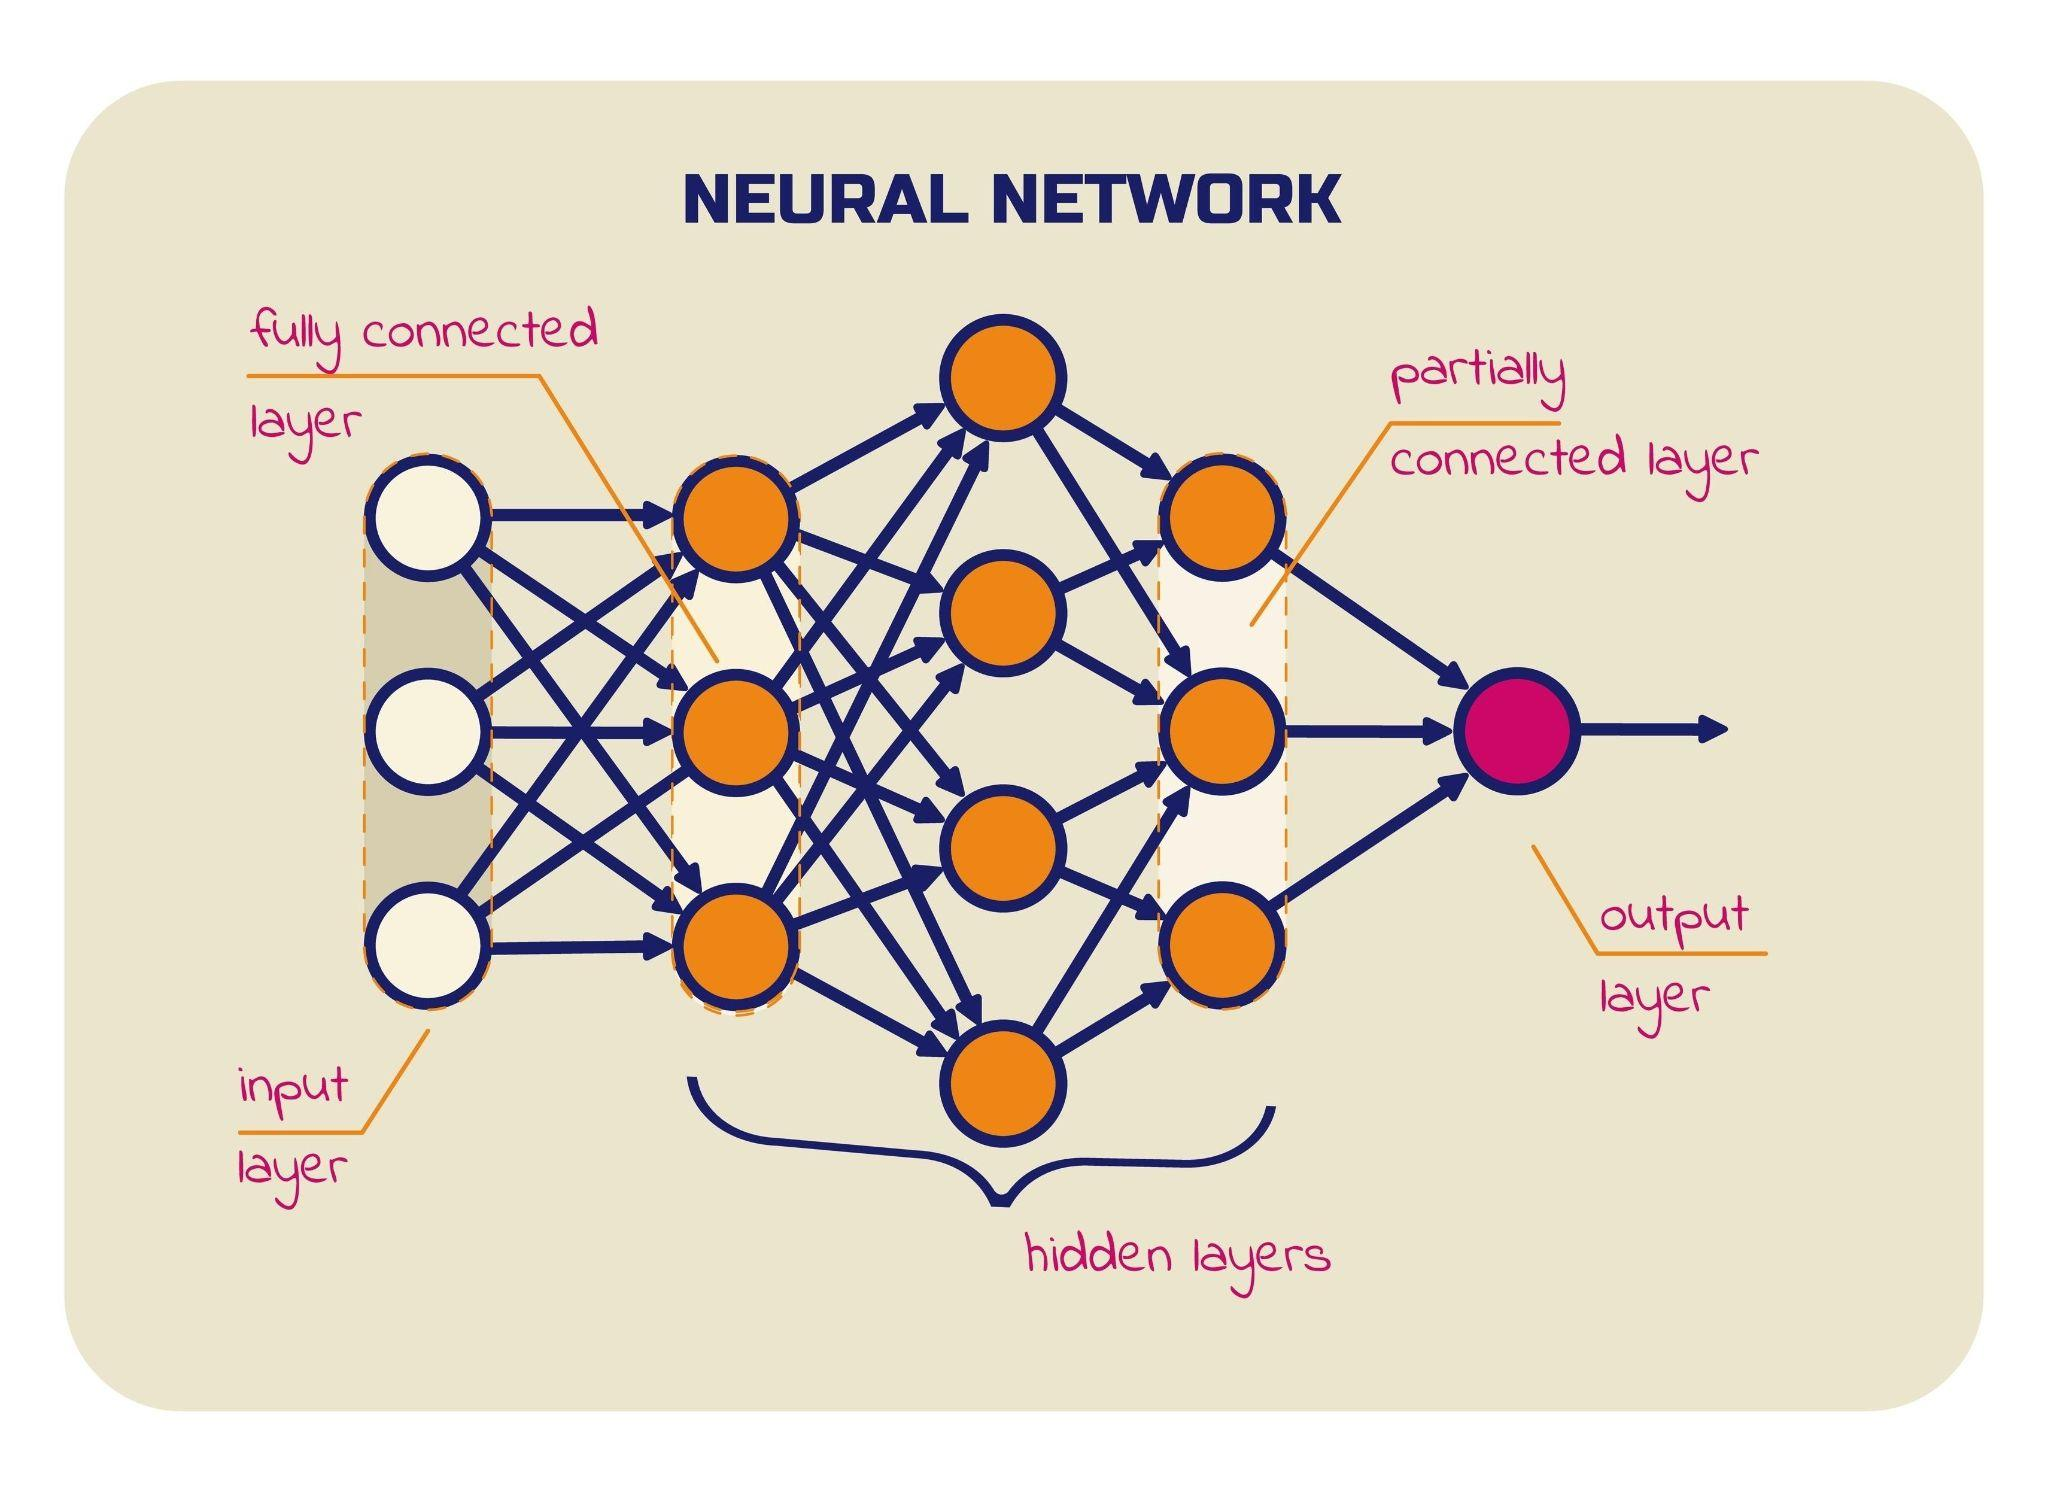 NEURAL NETWORK
fully connected
layer
partially
connected layer
output
layer
input
layer
hidden layers